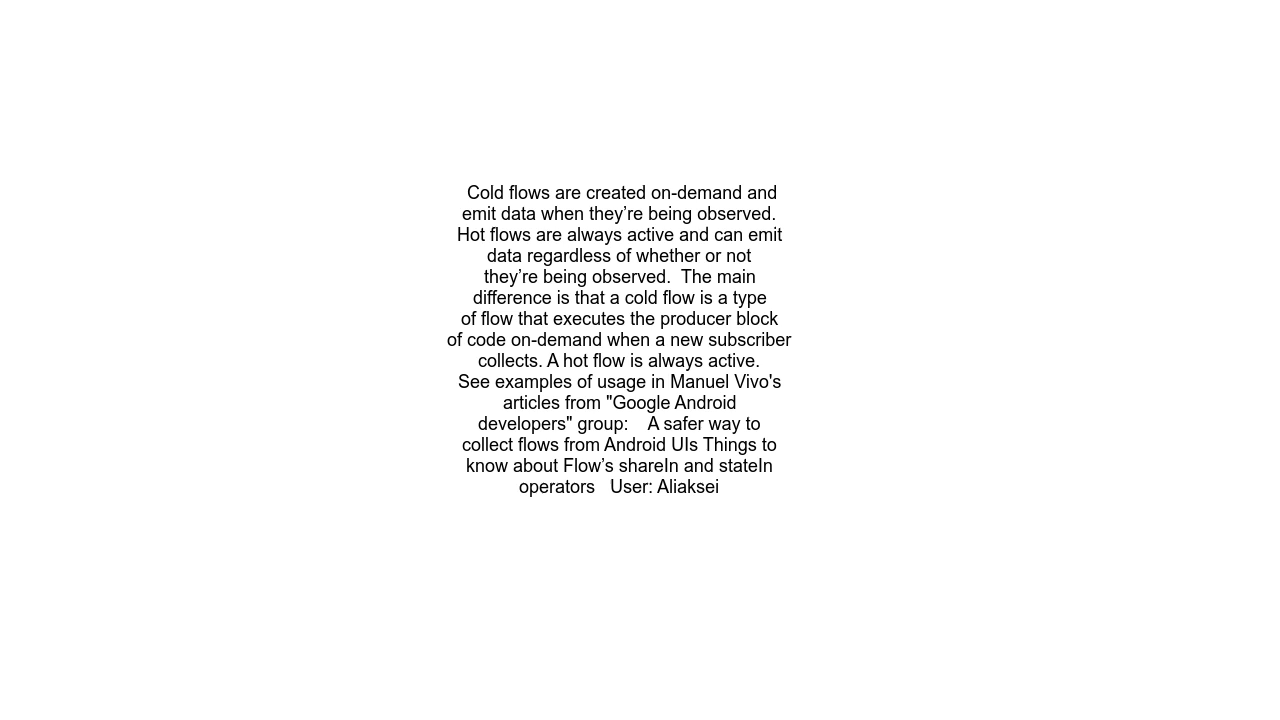 Cold flows are created on-demand and
emit data when they’re being observed.
Hot flows are always active and can emit
data regardless of whether or not
they’re being observed.  The main
difference is that a cold flow is a type
of flow that executes the producer block
of code on-demand when a new subscriber
collects. A hot flow is always active.
See examples of usage in Manuel Vivo's
articles from "Google Android
developers" group:    A safer way to
collect flows from Android UIs Things to
know about Flow’s shareIn and stateIn
operators   User: Aliaksei